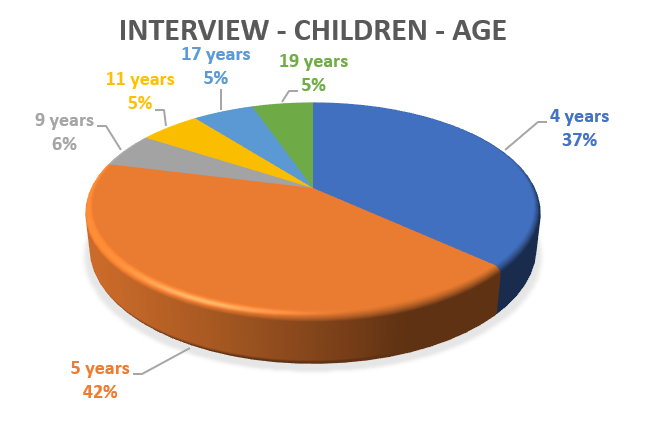 INTERVIEW - CHILDREN - AGE
17 years
5%
19 years
5%
11 years
5%
4 years
37%
9 years
6%
5 years
42%